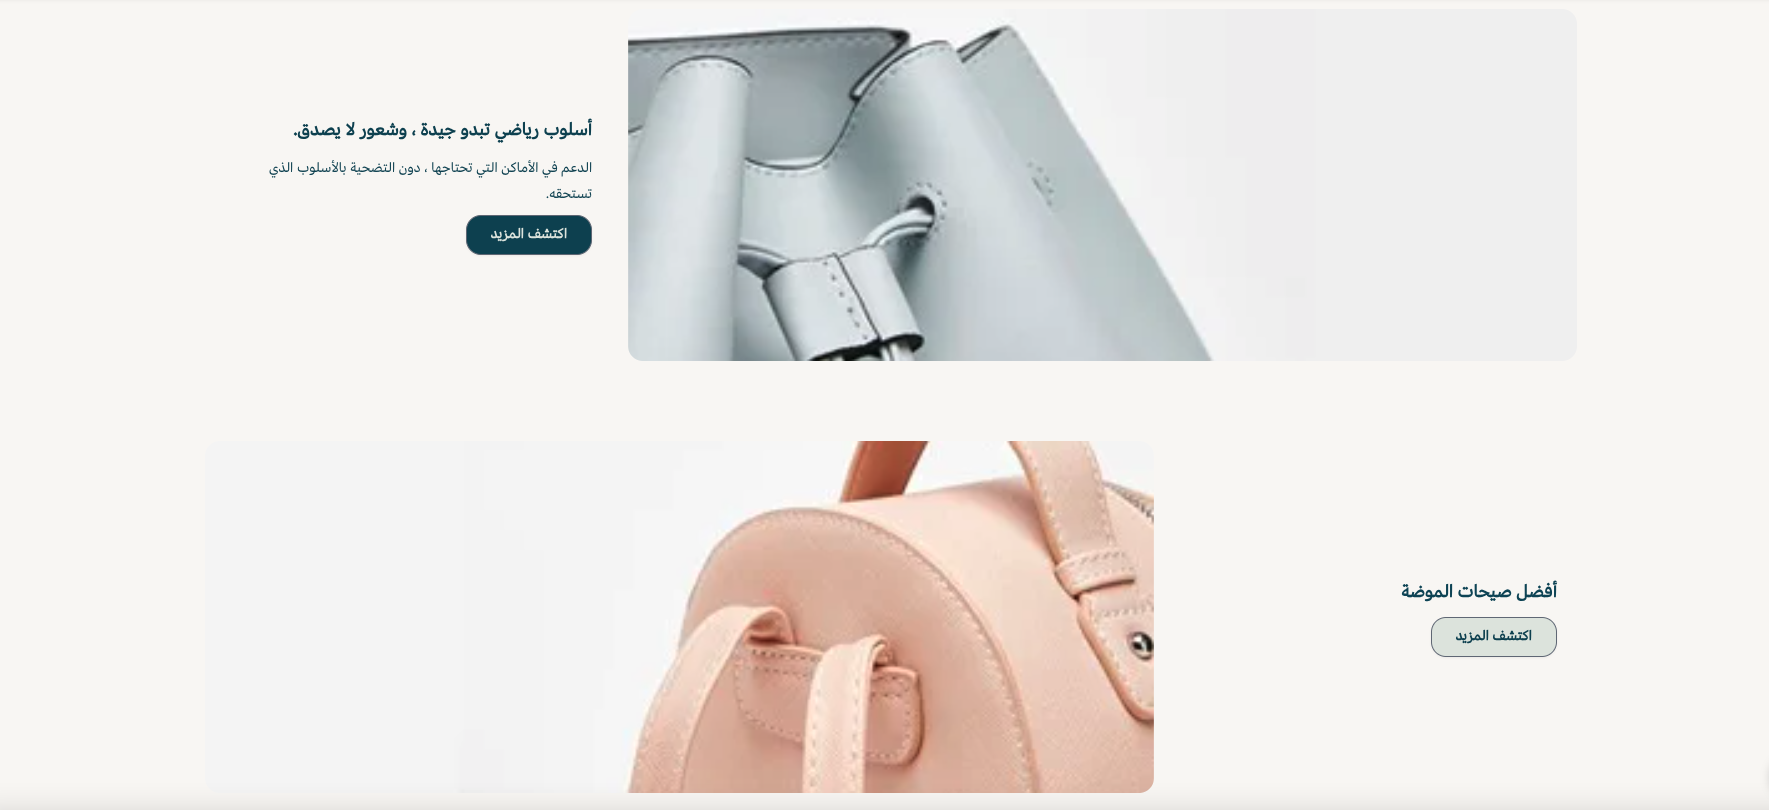 أسلوب رياضي تبدو جيدة ، وشعور لا يصدق.
الدعم في الأماكن التي تحتاجها ، دون التضحية بالأسلوب الذي
تستحقه.
اكتشف المزيد
أفضل صيحات الموضة
اكتشف المزيد